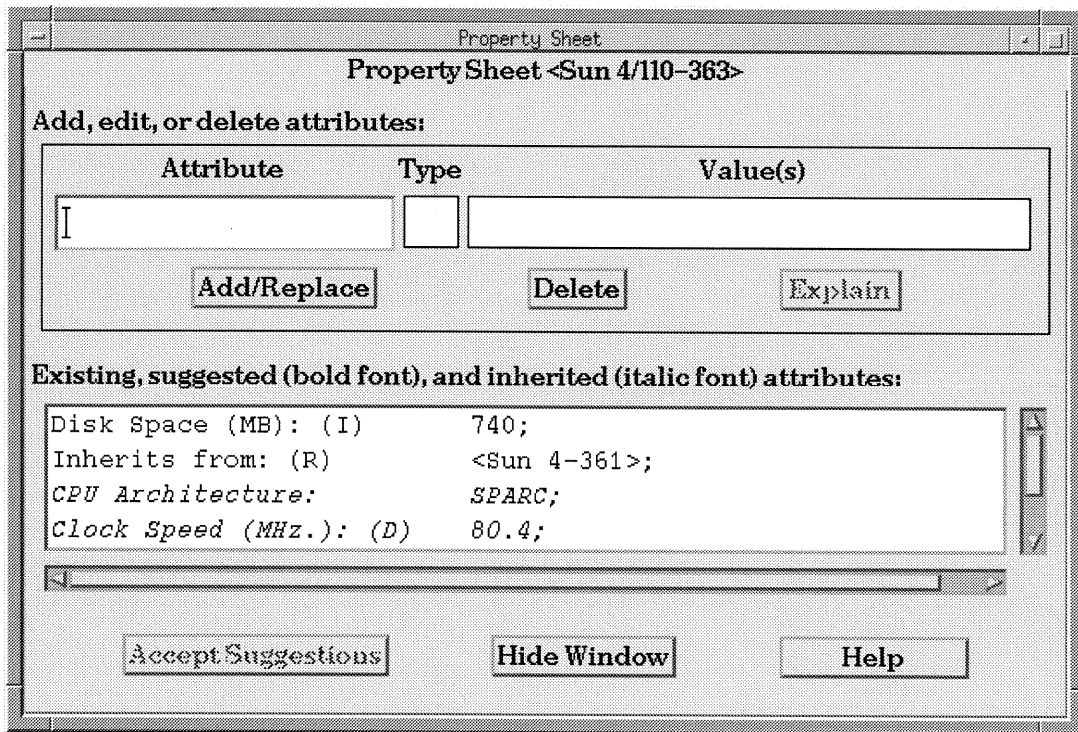 Property Sheet
Property Sheet <Sun 4/110-363>
Add, edit, or delete attributes:
Attribute Type Value(s)
Add/Replace Delete Explain
Existing, suggested (bold font), and inherited (italic font) attributes:
Disk Space (MB): (I) 740;
Inherits from: (R) <Sun 4-361>;
CPU Architecture: SPARC;
Clock Speed (MHz.): (D) 80.4;
Accept Suggestions Hide Window Help